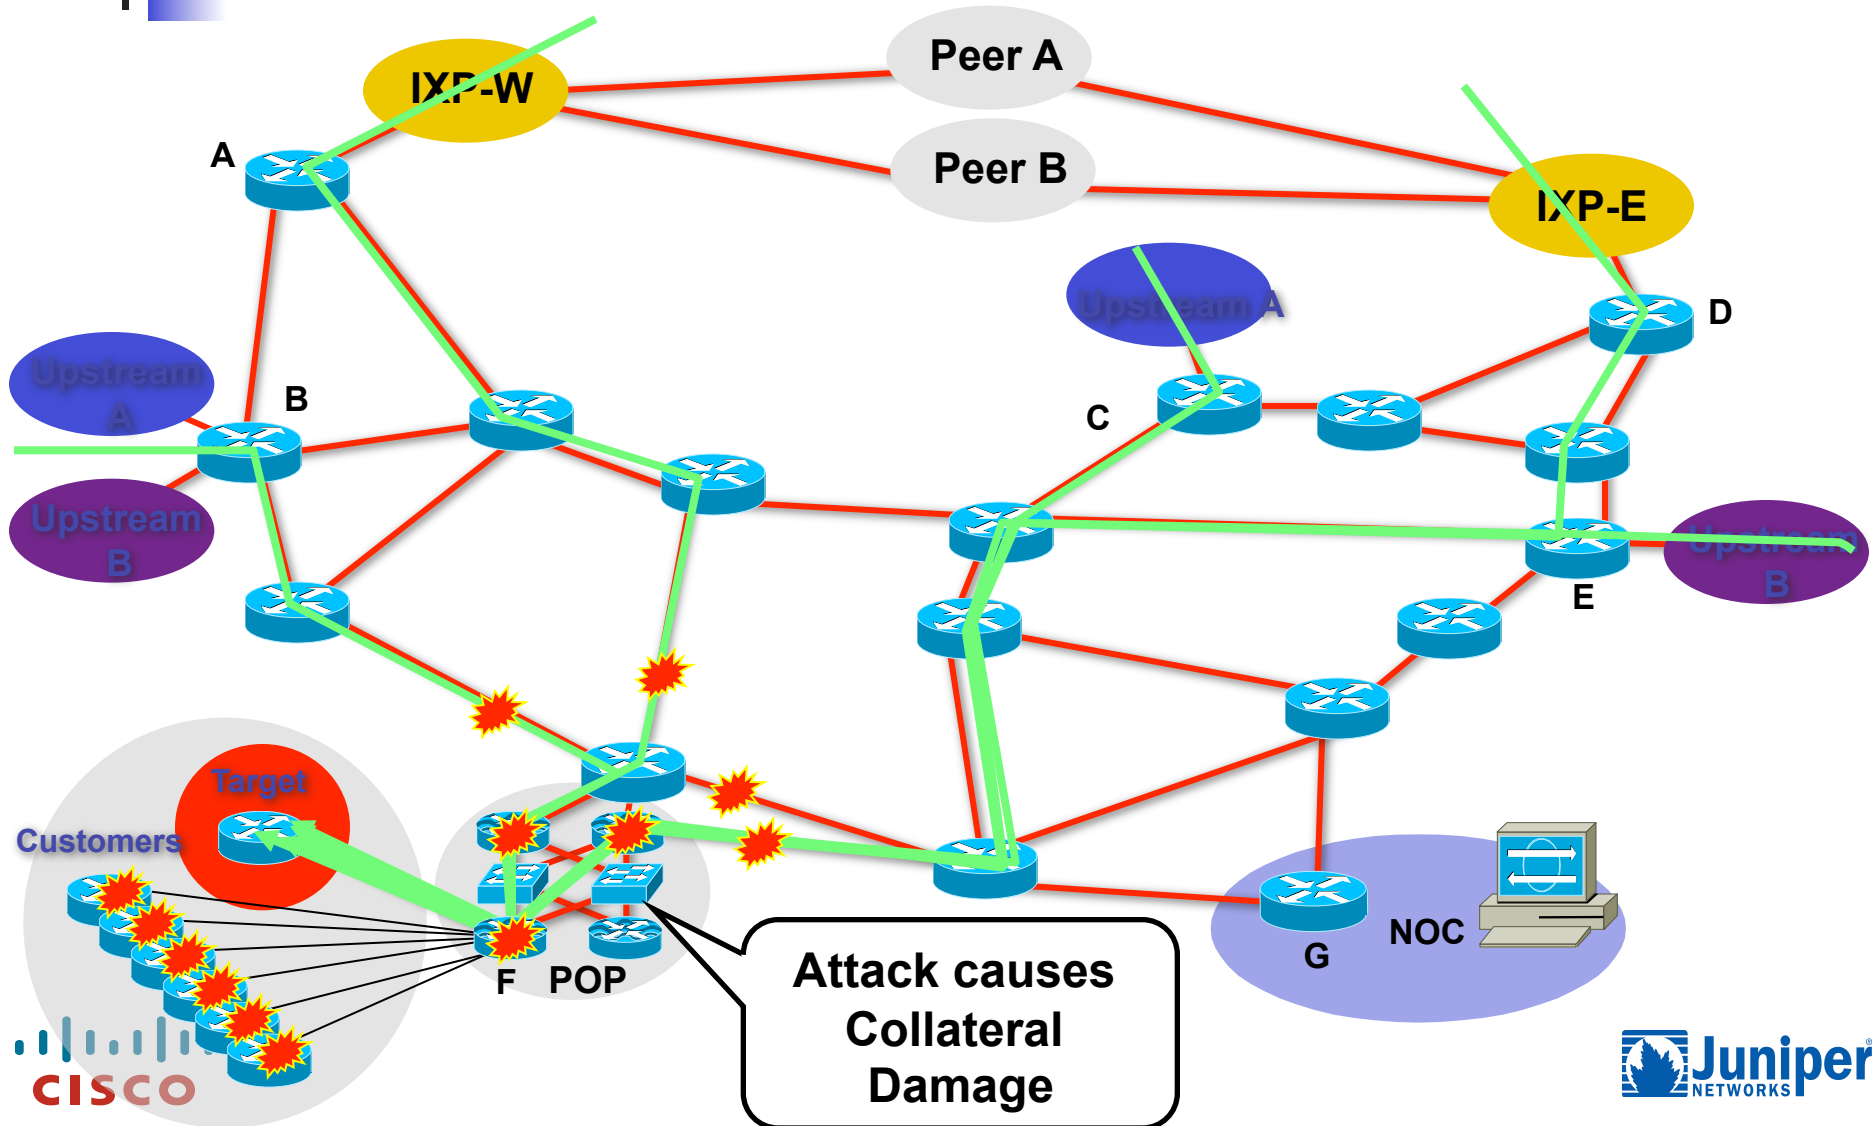 Peer A
IXP-W
A
Peer B
IXP-E
Upstream A
D
Upstream
A
B
C
Upstream
B
Upstream
B
E
Target
Customers
F
POP
Attack causes
Collateral
Damage
NOC
G
CISCO
Juniper®
NETWORKS